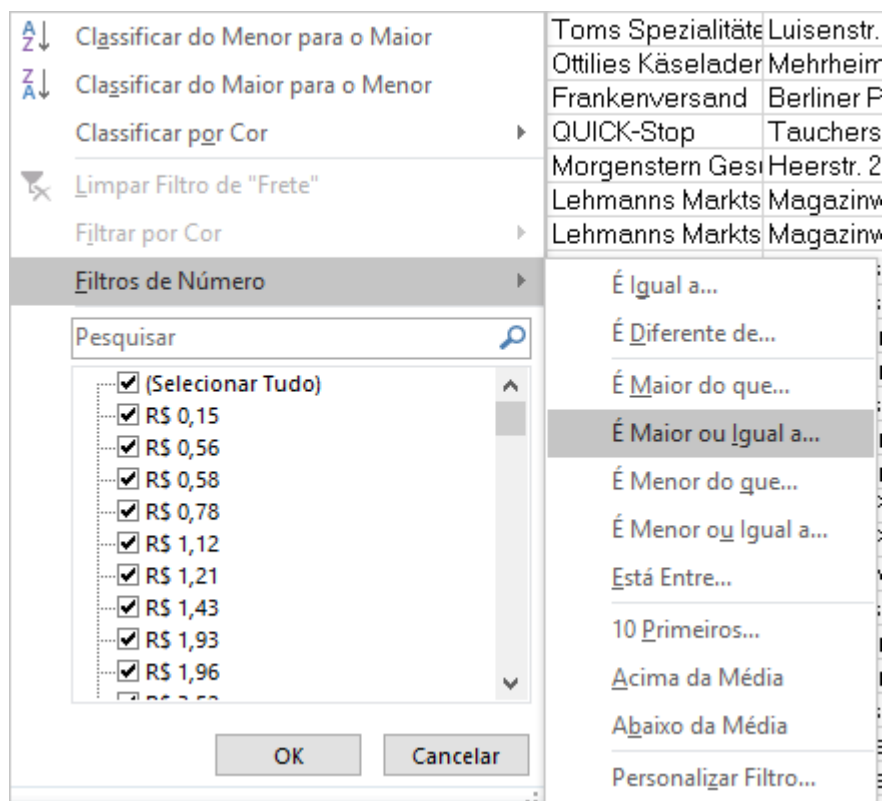 Classificar do Menor para o Maior
Classificar do Maior para o Menor
Classificar por Cor
Limpar Filtro de "Frete"
Filtrar por Cor
Filtros de Número
Pesquisar
(Selecionar Tudo)
R$ 0,15
R$ 0,56
R$ 0,58
R$ 0,78
R$ 1,12
R$ 1,21
R$ 1,43
R$ 1,93
R$ 1,96
OK
Cancelar
Toms Spezialitäte Luisenstr.
Ottilies Käselader Mehrheim
Frankenversand Berliner P
QUICK-Stop Tauchers
Morgenstern Gesu Heerstr. 2
Lehmanns Markts Magazinw
Lehmanns Markts Magazinw
É Igual a...
É Diferente de...
É Maior do que...
É Maior ou Igual a...
É Menor do que...
É Menor ou Igual a...
Está Entre...
10 Primeiros...
Acima da Média
Abaixo da Média
Personalizar Filtro...